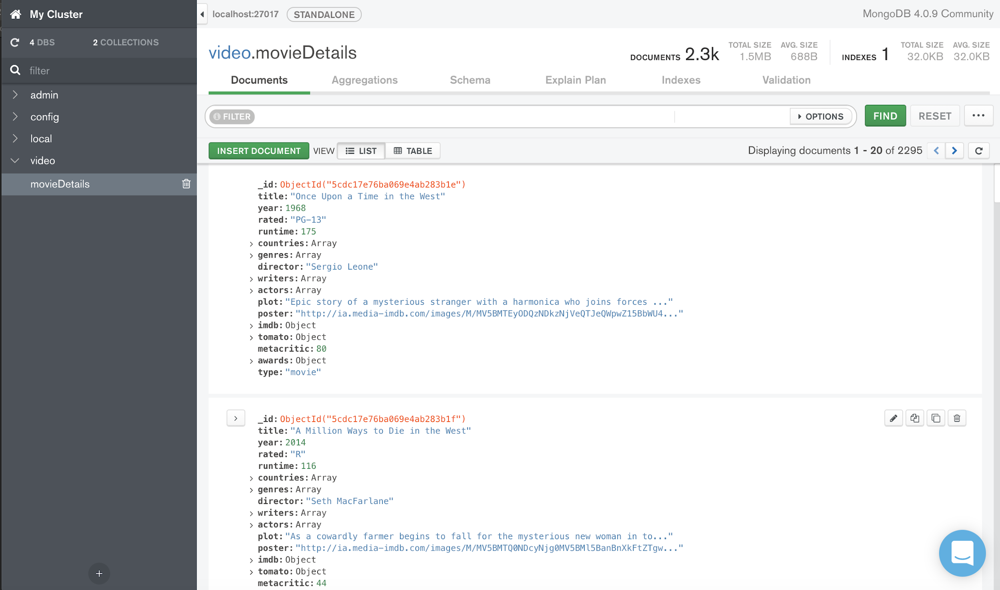 My Cluster
4 DBS 2 COLLECTIONS
filter
admin
config
local
video
movieDetails
localhost:27017 STANDALONE MongoDB 4.0.9 Community
video.movieDetails
DOCUMENTS 2.3k TOTAL SIZE 1.5MB AVG. SIZE 688B INDEXES 1 TOTAL SIZE 32.0KB AVG. SIZE 32.0KB
Documents Aggregations Schema Explain Plan Indexes Validation
FILTER OPTIONS FIND RESET ...
INSERT DOCUMENT VIEW LIST TABLE Displaying documents 1 - 20 of 2295
_id: ObjectId("5cdc17e76ba069e4ab283b1e")
title: "Once Upon a Time in the West"
year: 1968
rated: "PG-13"
runtime: 175
countries: Array
genres: Array
director: "Sergio Leone"
writers: Array
actors: Array
plot: "Epic story of a mysterious stranger with a harmonica who joins forces ..."
poster: "http://ia.media-imdb.com/images/M/MV5BMTEyODQzNDkzNjVeQTJeQWpwZ15BbWU4..."
imdb: Object
tomato: Object
metacritic: 80
awards: Object
type: "movie"
_id: ObjectId("5cdc17e76ba069e4ab283b1f")
title: "A Million Ways to Die in the West"
year: 2014
rated: "R"
runtime: 116
countries: Array
genres: Array
director: "Seth MacFarlane"
writers: Array
actors: Array
plot: "As a cowardly farmer begins to fall for the mysterious new woman in to..."
poster: "http://ia.media-imdb.com/images/M/MV5BMTQ0NDcyNjg0MV5BMl5BanBnXkFtZTgw..."
imdb: Object
tomato: Object
metacritic: 44